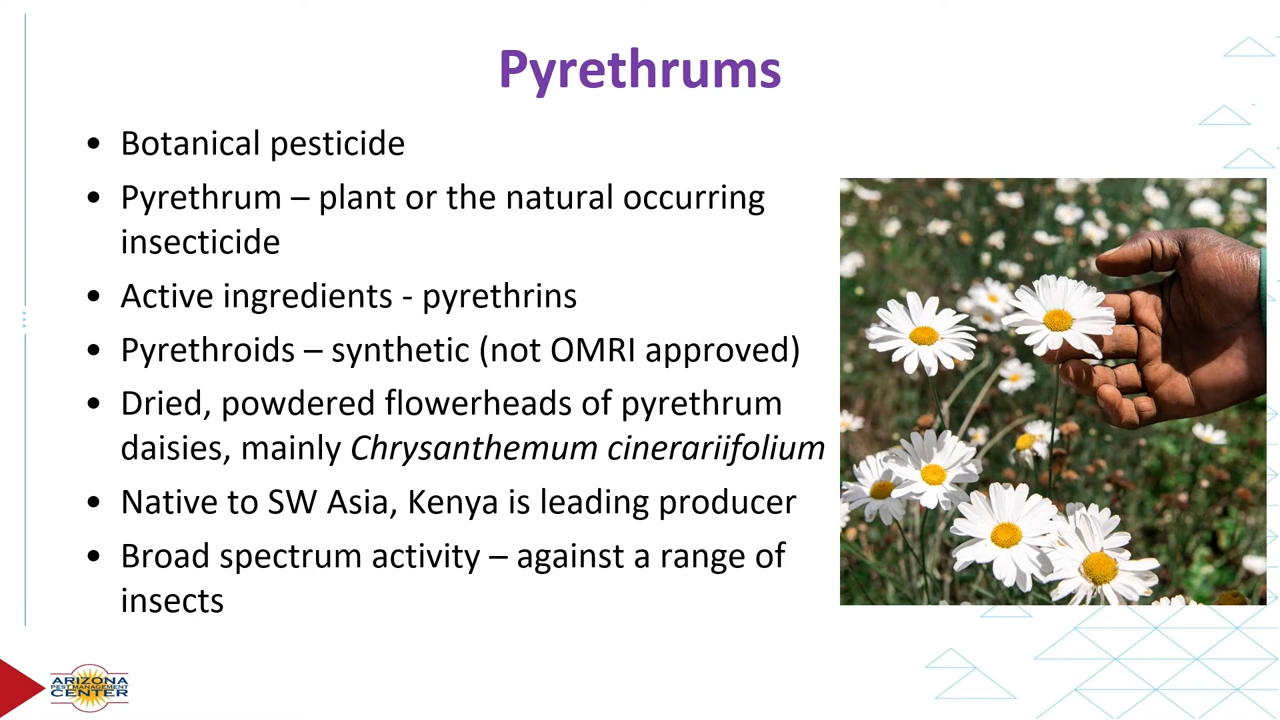 Pyrethrums
• Botanical pesticide
• Pyrethrum – plant or the natural occurring
insecticide
• Active ingredients - pyrethrins
• Pyrethroids – synthetic (not OMRI approved)
• Dried, powdered flowerheads of pyrethrum
daisies, mainly Chrysanthemum cinerariifolium
• Native to SW Asia, Kenya is leading producer
• Broad spectrum activity – against a range of
insects
ARIZONA
PEST MANAGEMENT
CENTER